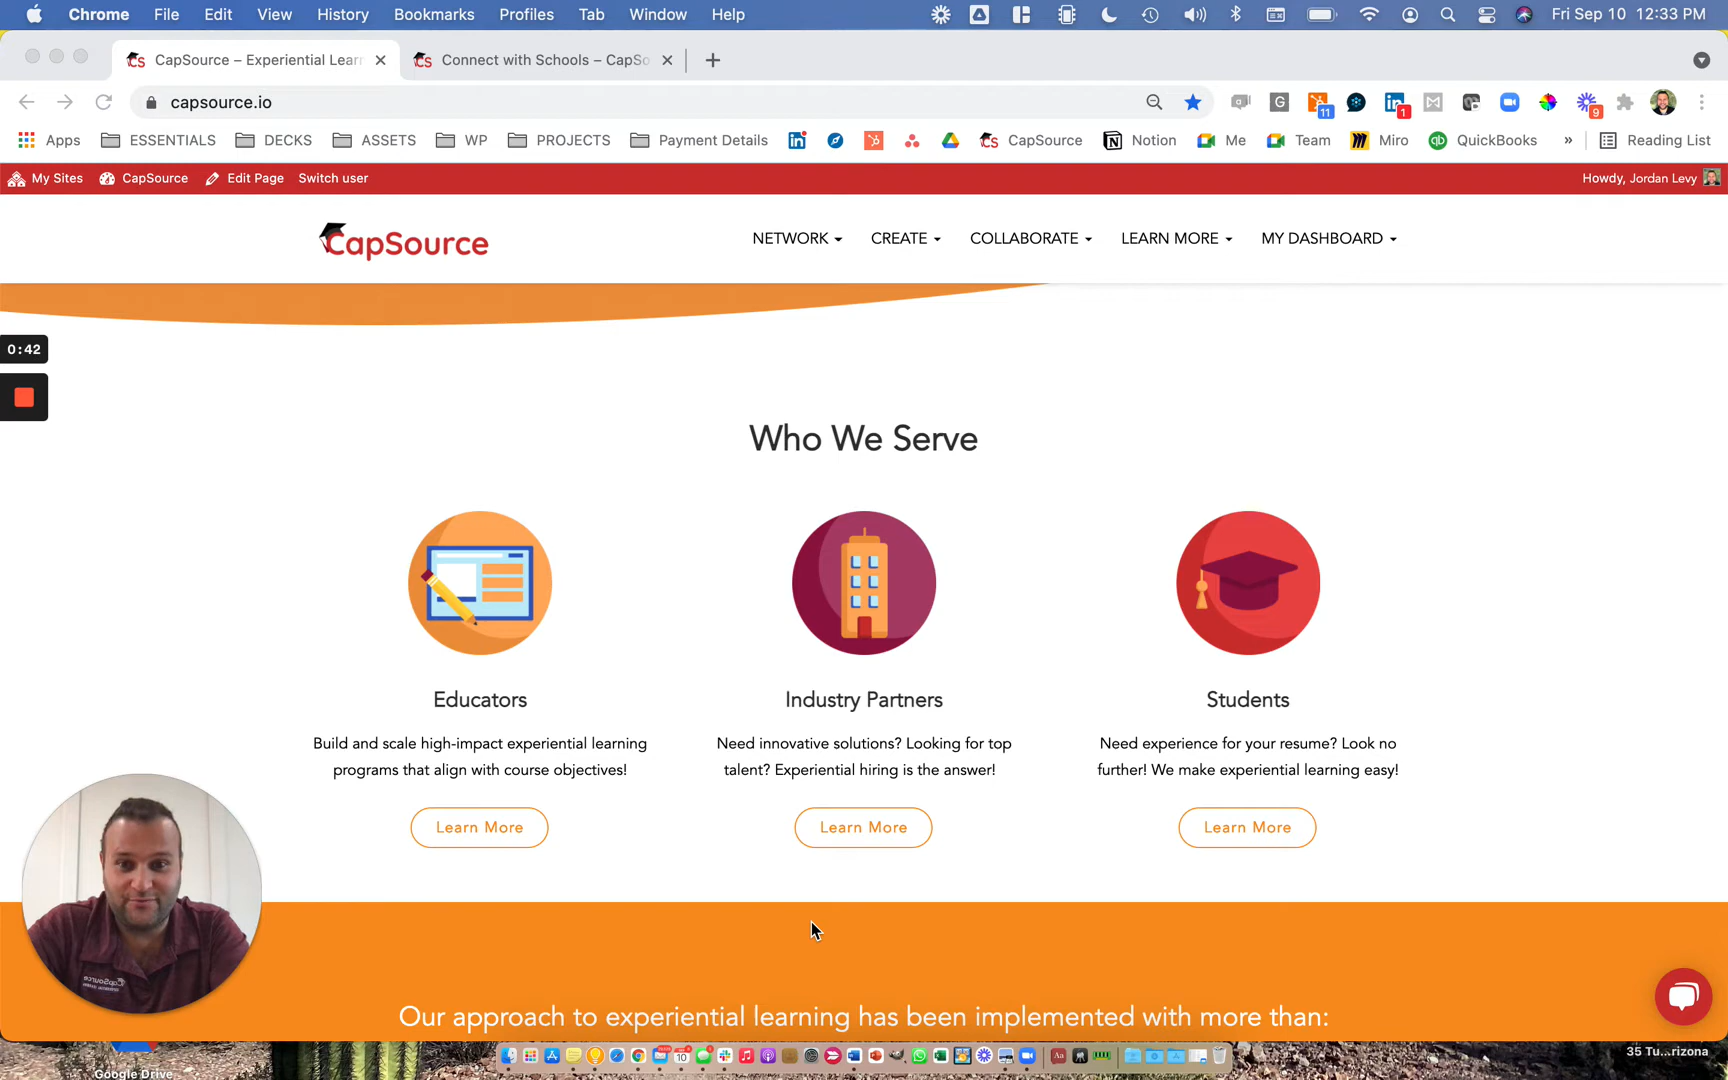 Chrome File Edit View History Bookmarks Profiles Tab Window Help Fri Sep 10 12:33 PM
CapSource – Experiential Lear Connect with Schools – CapSo
capsource.io
11 1 9
Apps ESSENTIALS DECKS ASSETS WP PROJECTS Payment Details CapSource Notion Me Team Miro QuickBooks » Reading List
My Sites CapSource Edit Page Switch user Howdy, Jordan Levy
CapSource
NETWORK CREATE COLLABORATE LEARN MORE MY DASHBOARD
0:42
Who We Serve
Educators
Build and scale high-impact experiential learning
programs that align with course objectives!
Learn More
Industry Partners
Need innovative solutions? Looking for top
talent? Experiential hiring is the answer!
Learn More
Students
Need experience for your resume? Look no
further! We make experiential learning easy!
Learn More
CapSource
Our approach to experiential learning has been implemented with more than:
35 Tu...rizona
Google Drive